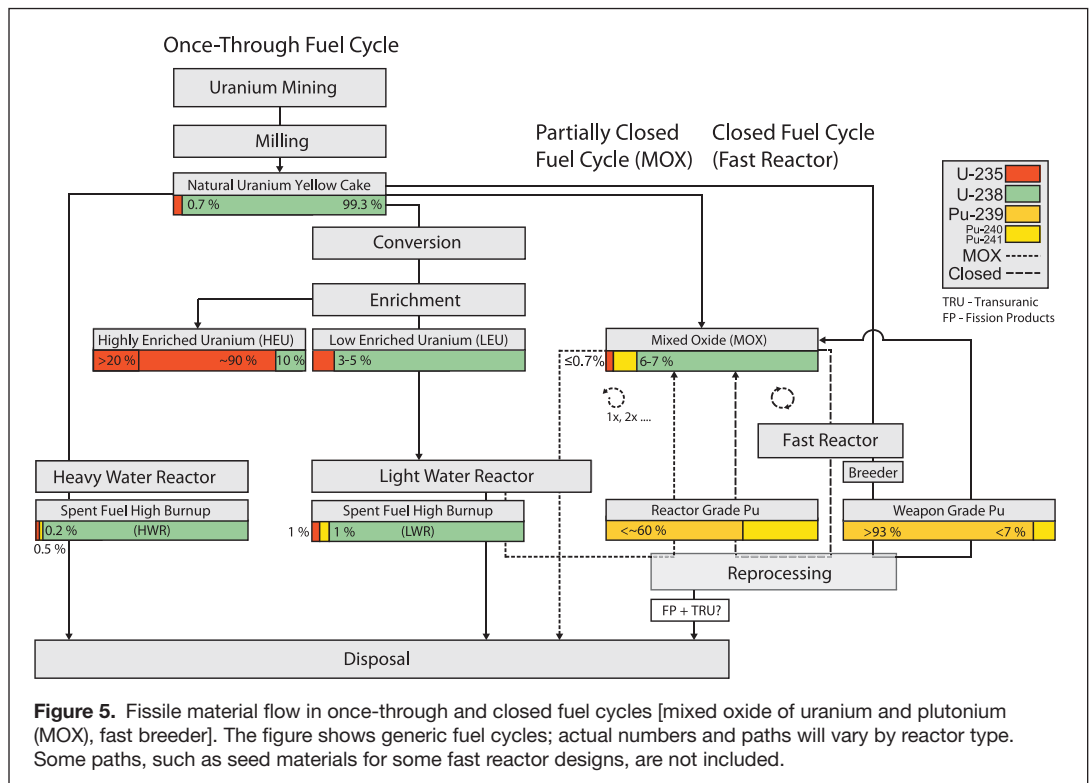 Once-Through Fuel Cycle
Uranium Mining
Milling
Partially Closed
Fuel Cycle (MOX)
Closed Fuel Cycle
(Fast Reactor)
Natural Uranium Yellow Cake
0.7 % 99.3 %
U-235
U-238
Pu-239
Pu-240
Pu-241
MOX
Closed
TRU - Transuranic
FP - Fission Products
Conversion
Enrichment
Highly Enriched Uranium (HEU)
>20 % ~90 % 10 %
Low Enriched Uranium (LEU)
3-5 %
Mixed Oxide (MOX)
≤0.7% 6-7 %
1x, 2x ....
Fast Reactor
Breeder
Heavy Water Reactor
Light Water Reactor
Spent Fuel High Burnup
0.2 % (HWR)
0.5 %
Spent Fuel High Burnup
1 % 1 % (LWR)
Reactor Grade Pu
<~60 %
Weapon Grade Pu
>93 % <7 %
Reprocessing
FP + TRU?
Disposal
Figure 5. Fissile material flow in once-through and closed fuel cycles [mixed oxide of uranium and plutonium
(MOX), fast breeder]. The figure shows generic fuel cycles; actual numbers and paths will vary by reactor type.
Some paths, such as seed materials for some fast reactor designs, are not included.